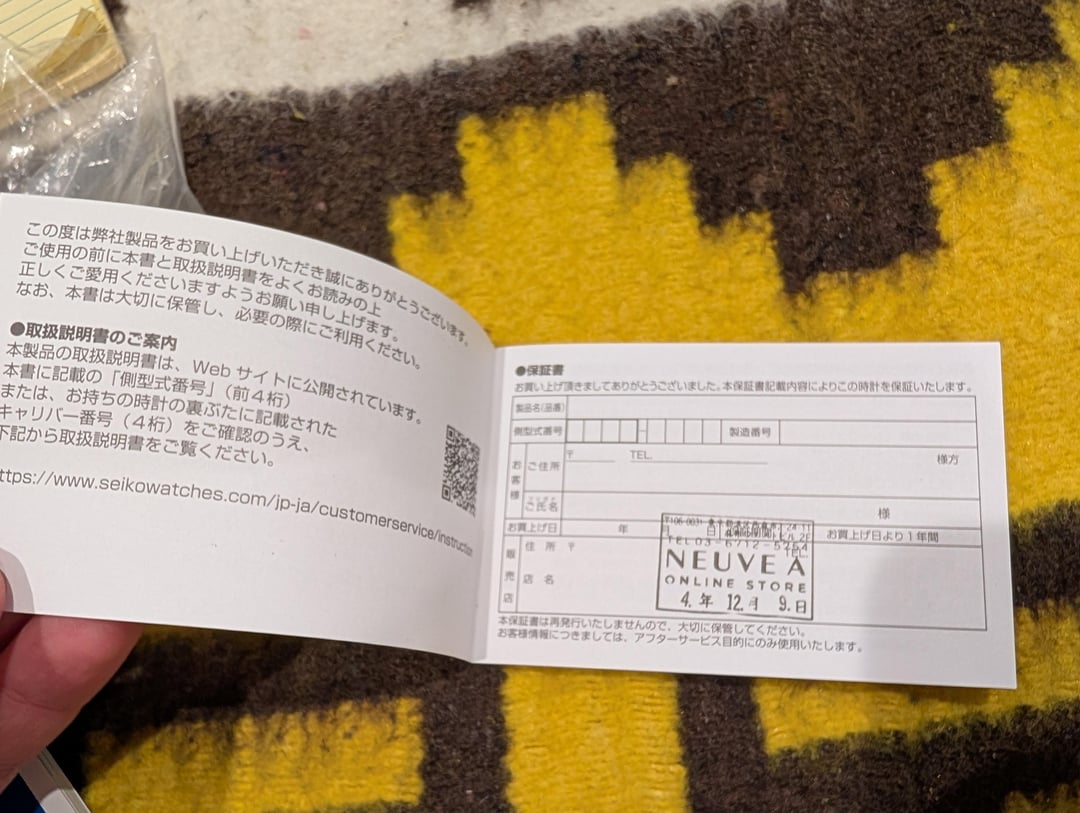 この度は弊社製品をお買い上げいただき誠にありがとうございます。
ご使用の前に本書と取扱説明書をよくお読みの上
正しくご愛用くださいますようお願い申し上げます。
なお、本書は大切に保管し、必要の際にご利用ください。
●取扱説明書のご案内
本製品の取扱説明書は、Web サイトに公開されています。
本書に記載の「側型式番号」(前4桁)
または、お持ちの時計の裏ぶたに記載された
キャリバー番号(4桁)をご確認のうえ、
下記から取扱説明書をご覧ください。
ttps://www.seikowatches.com/jp-ja/customerservice/instruction
●保証書
お買い上げ頂きましてありがとうございました。本保証書記載内容によりこの時計を保証いたします。
製品名(品番)
側型式番号 - 製造番号
お客様 ご住所 〒 TEL. 様方
ご氏名 様
お買上げ日 年 月 日 お買上げ日より1年間
販売店 住所 〒 TEL.
店名
TEL03-6712-5254
NEUVE A
ONLINE STORE
4. 年 12. 月 9. 日
本保証書は再発行いたしませんので、大切に保管してください。
お客様情報につきましては、アフターサービス目的にのみ使用いたします。